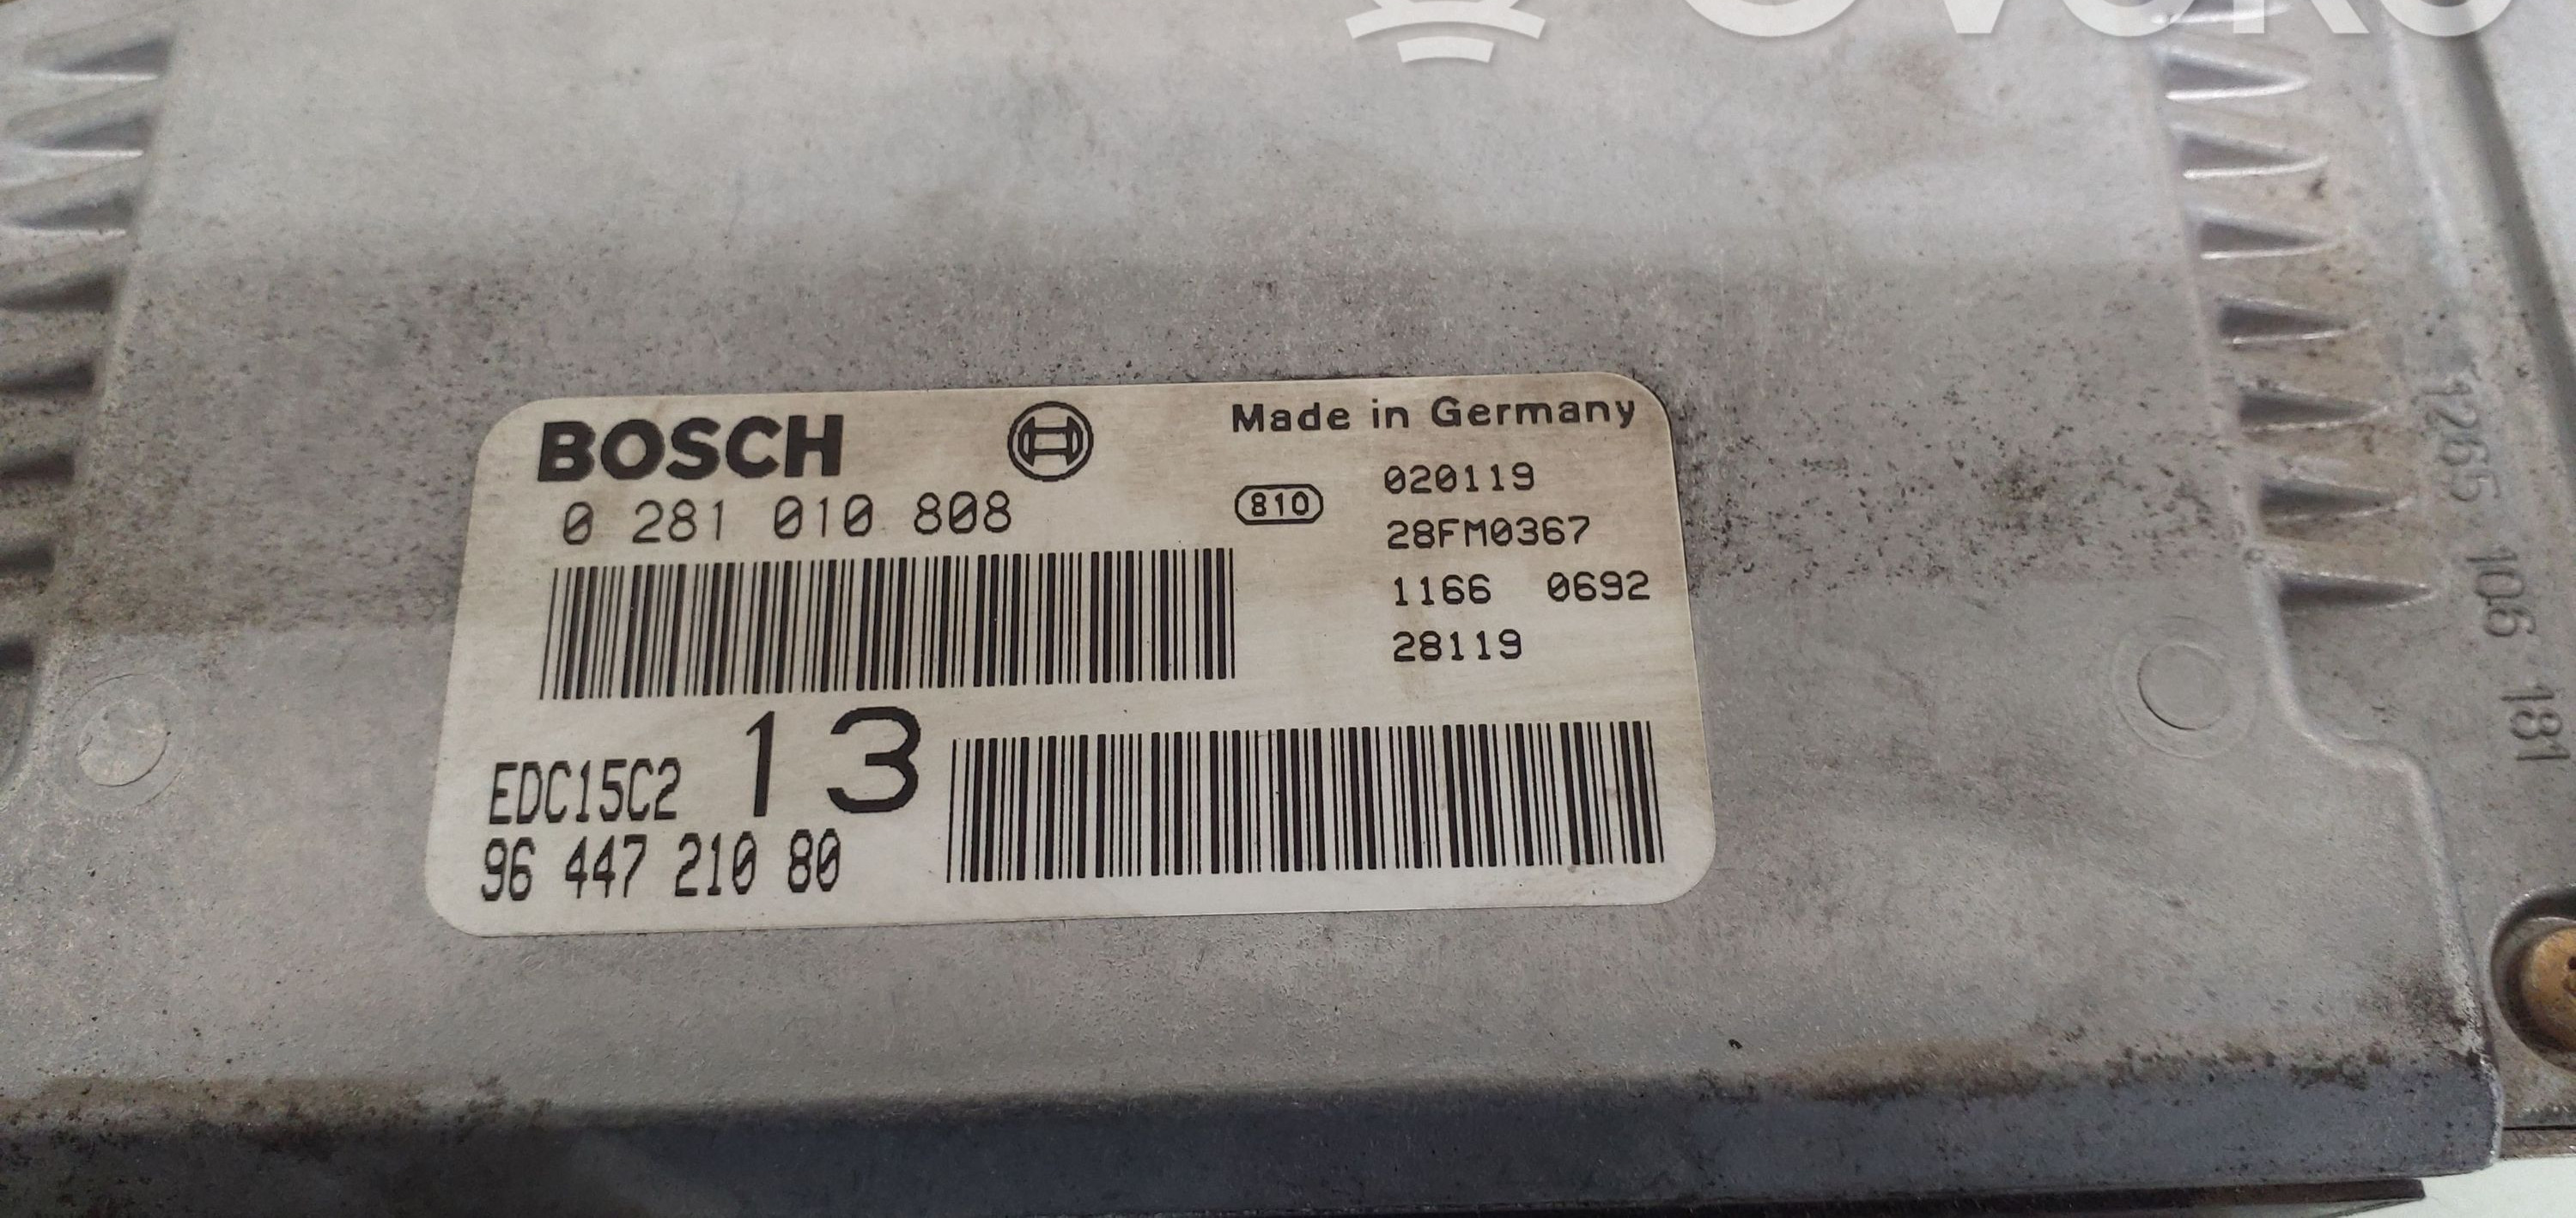 BOSCH
Made in Germany
0 281 010 808
810
020119
28FM0367
1166 0692
28119
EDC15C2 13
96 447 210 80
1265 106 181